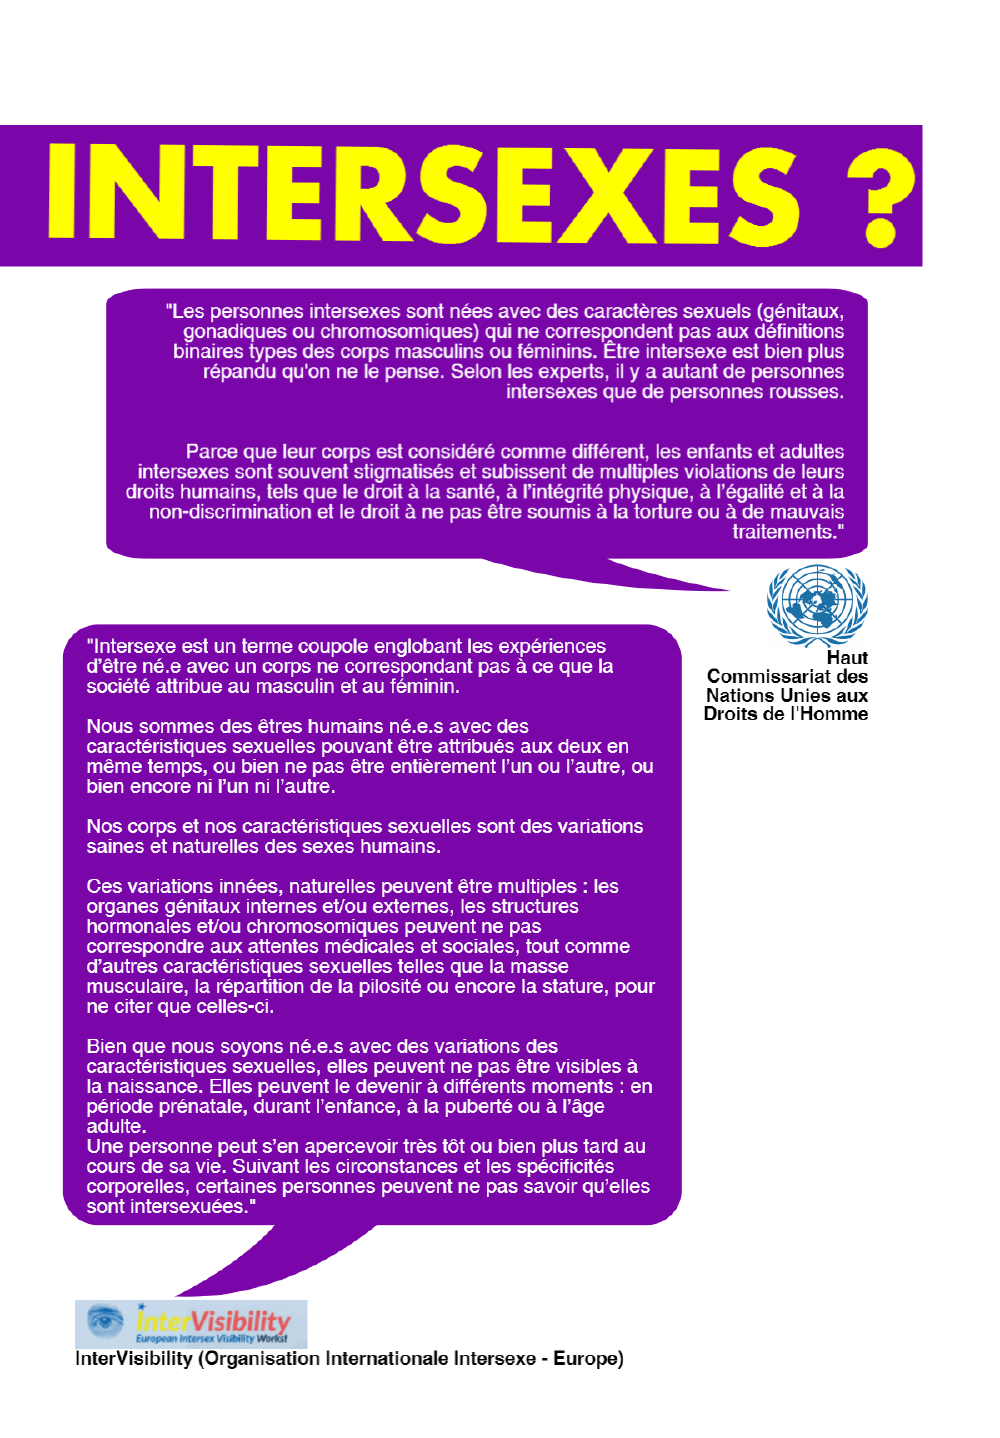 INTERSEXES ?
"Les personnes intersexes sont nées avec des caractères sexuels (génitaux,
gonadiques ou chromosomiques) qui ne correspondent pas aux définitions
binaires types des corps masculins ou féminins. Être intersexe est bien plus
répandu qu'on ne le pense. Selon les experts, il y a autant de personnes
intersexes que de personnes rousses.
Parce que leur corps est considéré comme différent, les enfants et adultes
intersexes sont souvent stigmatisés et subissent de multiples violations de leurs
droits humains, tels que le droit à la santé, à l’intégrité physique, à l’égalité et à la
non-discrimination et le droit à ne pas être soumis à la torture ou à de mauvais
traitements."
Haut
Commissariat des
Nations Unies aux
Droits de l'Homme
"Intersexe est un terme coupole englobant les expériences
d’être né.e avec un corps ne correspondant pas à ce que la
société attribue au masculin et au féminin.
Nous sommes des êtres humains né.e.s avec des
caractéristiques sexuelles pouvant être attribués aux deux en
même temps, ou bien ne pas être entièrement l’un ou l’autre, ou
bien encore ni l’un ni l’autre.
Nos corps et nos caractéristiques sexuelles sont des variations
saines et naturelles des sexes humains.
Ces variations innées, naturelles peuvent être multiples : les
organes génitaux internes et/ou externes, les structures
hormonales et/ou chromosomiques peuvent ne pas
correspondre aux attentes médicales et sociales, tout comme
d’autres caractéristiques sexuelles telles que la masse
musculaire, la répartition de la pilosité ou encore la stature, pour
ne citer que celles-ci.
Bien que nous soyons né.e.s avec des variations des
caractéristiques sexuelles, elles peuvent ne pas être visibles à
la naissance. Elles peuvent le devenir à différents moments : en
période prénatale, durant l’enfance, à la puberté ou à l’âge
adulte.
Une personne peut s’en apercevoir très tôt ou bien plus tard au
cours de sa vie. Suivant les circonstances et les spécificités
corporelles, certaines personnes peuvent ne pas savoir qu’elles
sont intersexuées."
InterVisibility
European Intersex Visibility Works!
InterVisibility (Organisation Internationale Intersexe - Europe)